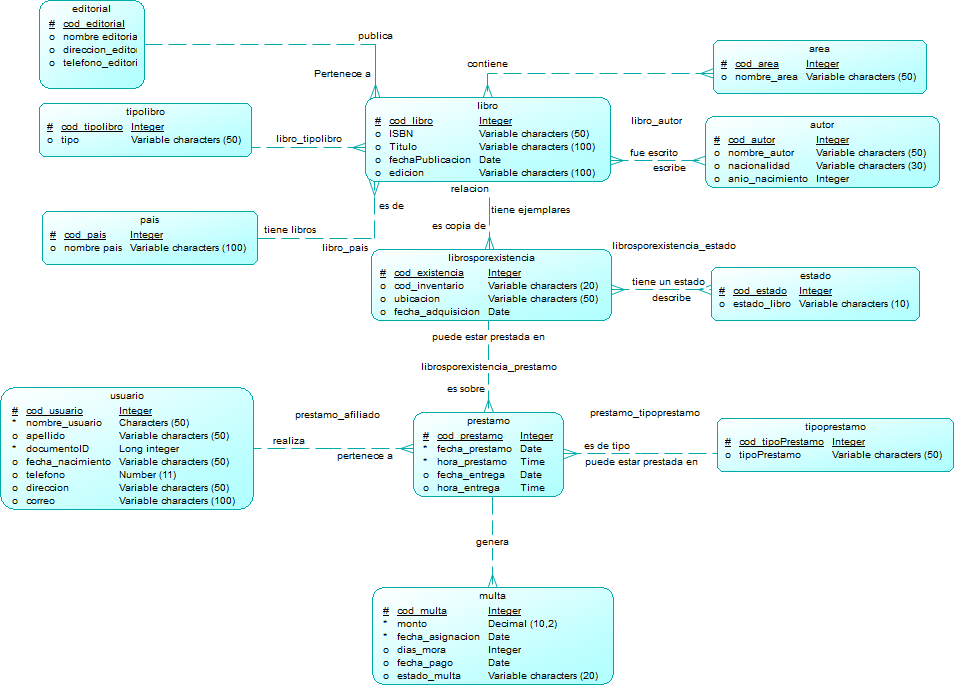 editorial
# cod_editorial
o nombre editoria
o direccion_editor
o telefono_editori
publica
Pertenece a
contiene
area
# cod_area Integer
o nombre_area Variable characters (50)
tipolibro
# cod_tipolibro Integer
o tipo Variable characters (50)
libro_tipolibro
libro
# cod_libro Integer
o ISBN Variable characters (50)
o Titulo Variable characters (100)
o fechaPublicacion Date
o edicion Variable characters (100)
libro_autor
fue escrito
escribe
autor
# cod_autor Integer
o nombre_autor Variable characters (50)
o nacionalidad Variable characters (30)
o anio_nacimiento Integer
relacion
es de
tiene ejemplares
es copia de
pais
# cod_pais Integer
o nombre pais Variable characters (100)
tiene libros
libro_pais
librosporexistencia
# cod_existencia Integer
o cod_inventario Variable characters (20)
o ubicacion Variable characters (50)
o fecha_adquisicion Date
librosporexistencia_estado
tiene un estado
describe
estado
# cod_estado Integer
o estado_libro Variable characters (10)
puede estar prestada en
librosporexistencia_prestamo
es sobre
usuario
# cod_usuario Integer
* nombre_usuario Characters (50)
o apellido Variable characters (50)
* documentoID Long integer
o fecha_nacimiento Variable characters (50)
o telefono Number (11)
o direccion Variable characters (50)
o correo Variable characters (100)
prestamo_afiliado
realiza
pertenece a
prestamo
# cod_prestamo Integer
* fecha_prestamo Date
* hora_prestamo Time
o fecha_entrega Date
o hora_entrega Time
prestamo_tipoprestamo
es de tipo
puede estar prestada en
tipoprestamo
# cod_tipoPrestamo Integer
o tipoPrestamo Variable characters (50)
genera
multa
# cod_multa Integer
* monto Decimal (10,2)
* fecha_asignacion Date
o dias_mora Integer
o fecha_pago Date
o estado_multa Variable characters (20)